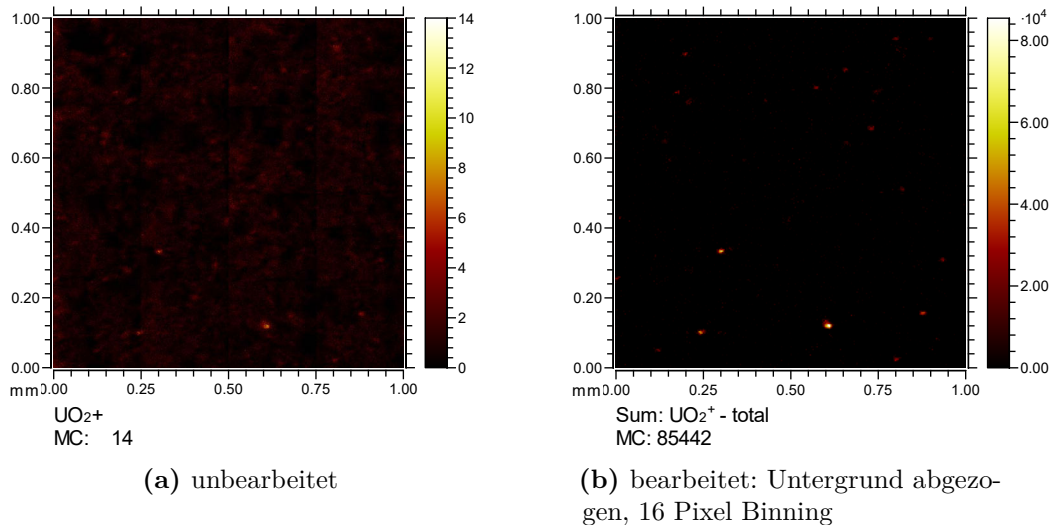 1.00
0.80
0.60
0.40
0.20
0.00
mm
0.00 0.25 0.50 0.75 1.00
14
12
10
8
6
4
2
0
UO₂+
MC: 14
(a) unbearbeitet
1.00
0.80
0.60
0.40
0.20
0.00
mm
0.00 0.25 0.50 0.75 1.00
·10⁴
8.00
6.00
4.00
2.00
0.00
Sum: UO₂⁺ - total
MC: 85442
(b) bearbeitet: Untergrund abgezo-
gen, 16 Pixel Binning